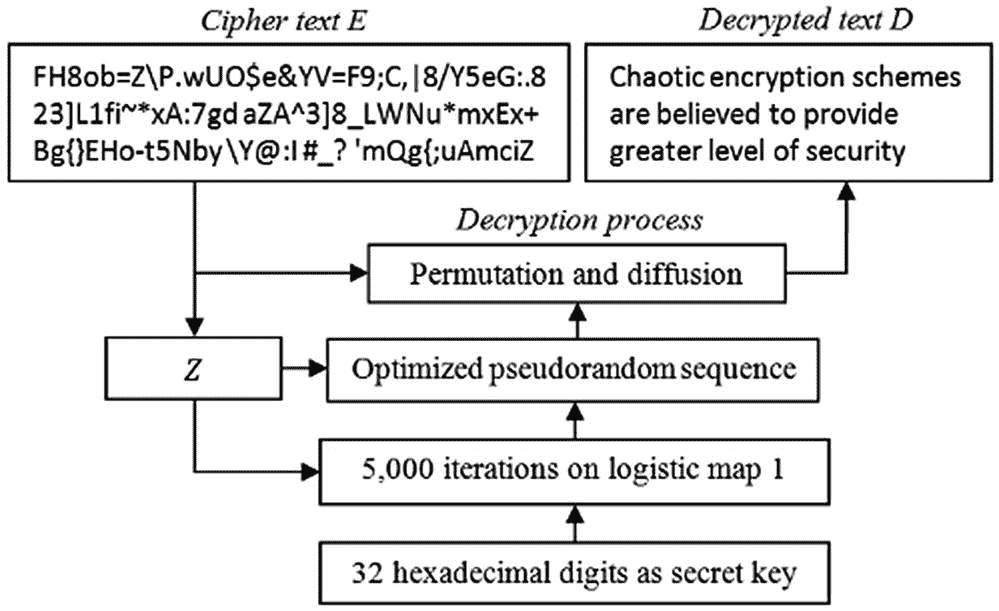 Cipher text E
Decrypted text D
FH8ob=Z\P.wUO$e&YV=F9;C,|8/Y5eG:.8
23]L1fi~*xA:7gd aZA^3]8_LWNu*mxEx+
Bg{}EHo-t5Nby\Y@:I #_? 'mQg{;uAmciZ
Chaotic encryption schemes
are believed to provide
greater level of security
Decryption process
Permutation and diffusion
Z
Optimized pseudorandom sequence
5,000 iterations on logistic map 1
32 hexadecimal digits as secret key